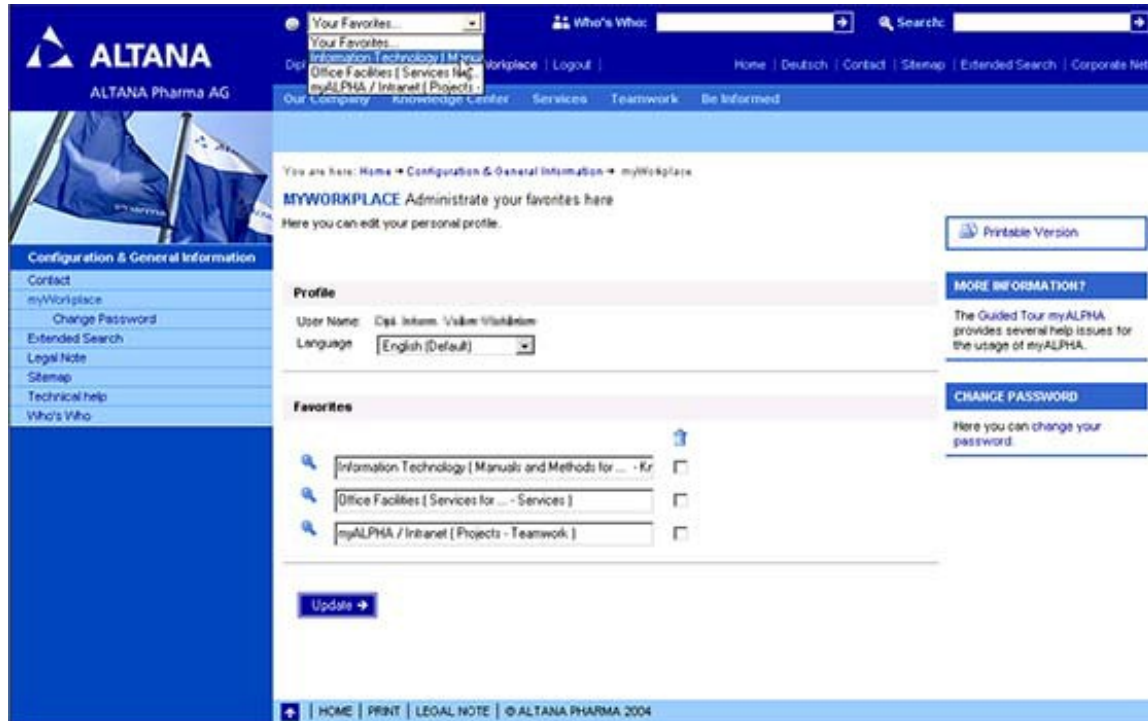 ALTANA
ALTANA Pharma AG
Your Favorites...
Who's Who:
Search:
Your Favorites...
Information Technology [ Manu
Office Facilities [ Services for
myALPHA / Intranet [ Projects -
Workplace | Logout |
Home | Deutsch | Contact | Sitemap | Extended Search | Corporate Net
Our Company Knowledge Center Services Teamwork Be Informed
You are here: Home → Configuration & General Information → myWorkplace
MYWORKPLACE Administrate your favorites here
Here you can edit your personal profile.
Printable Version
Configuration & General Information
Contact
myWorkplace
Change Password
Extended Search
Legal Note
Sitemap
Technical help
Who's Who
Profile
User Name:
Language English (Default)
Favorites
Information Technology [ Manuals and Methods for ... - Kr
Office Facilities [ Services for ... - Services ]
myALPHA / Intranet [ Projects - Teamwork ]
Update →
MORE INFORMATION?
The Guided Tour myALPHA
provides several help issues for
the usage of myALPHA.
CHANGE PASSWORD
Here you can change your
password.
| HOME | PRINT | LEGAL NOTE | © ALTANA PHARMA 2004